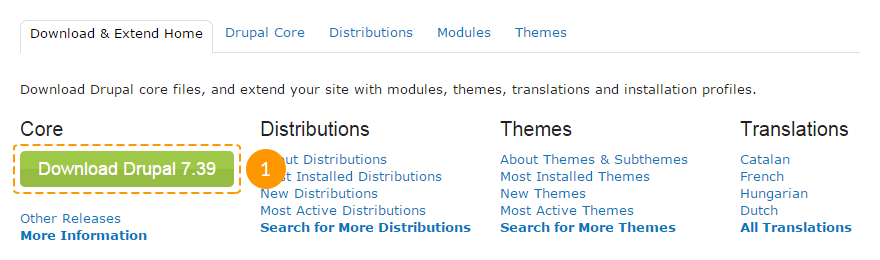 Download & Extend Home Drupal Core Distributions Modules Themes
Download Drupal core files, and extend your site with modules, themes, translations and installation profiles.
Core
Download Drupal 7.39
1
Other Releases
More Information
Distributions
Distributions
Installed Distributions
New Distributions
Most Active Distributions
Search for More Distributions
Themes
About Themes & Subthemes
Most Installed Themes
New Themes
Most Active Themes
Search for More Themes
Translations
Catalan
French
Hungarian
Dutch
All Translations